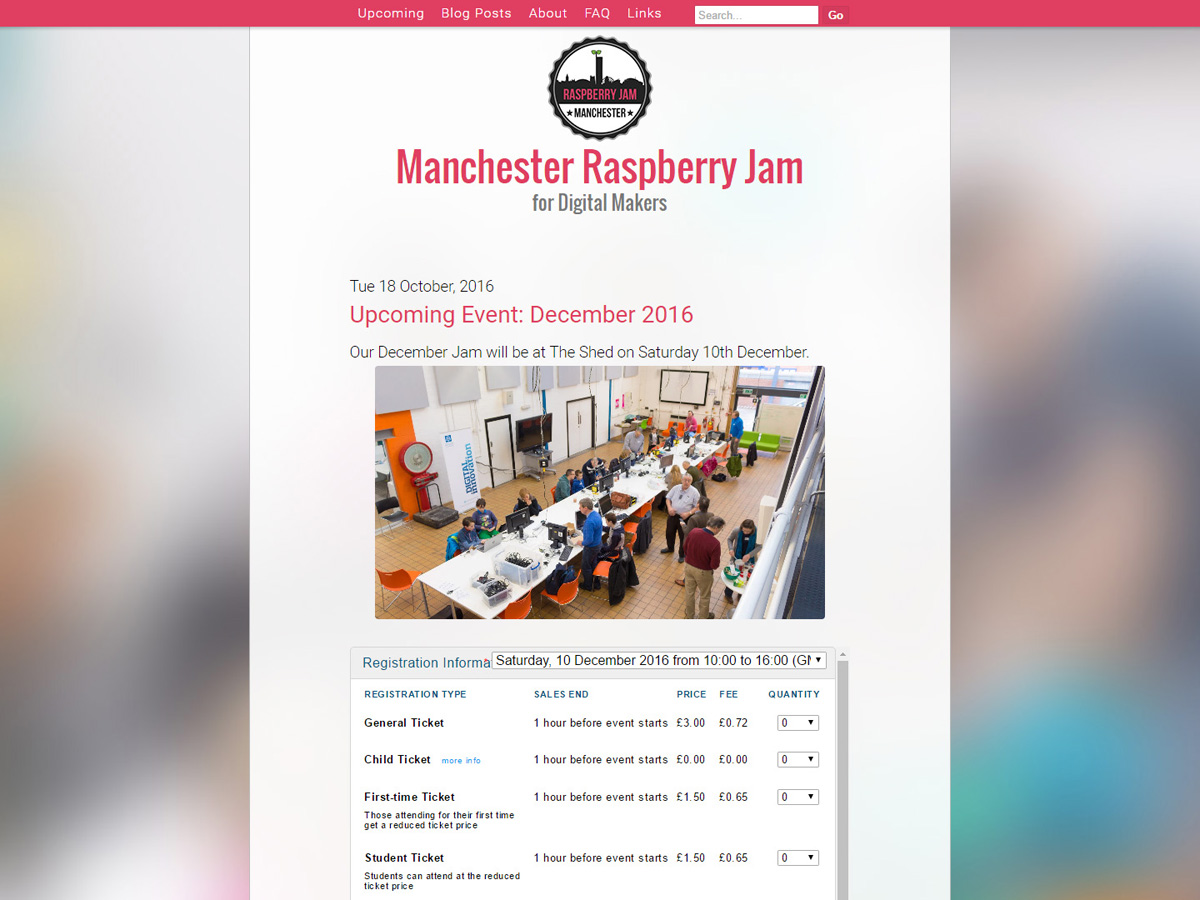 Upcoming Blog Posts About FAQ Links Search... Go
RASPBERRY JAM
★MANCHESTER★
Manchester Raspberry Jam
for Digital Makers
Tue 18 October, 2016
Upcoming Event: December 2016
Our December Jam will be at The Shed on Saturday 10th December.
DIGITAL
innovation
Registration Informa Saturday, 10 December 2016 from 10:00 to 16:00 (GM
REGISTRATION TYPE SALES END PRICE FEE QUANTITY
General Ticket 1 hour before event starts £3.00 £0.72 0
Child Ticket more info 1 hour before event starts £0.00 £0.00 0
First-time Ticket 1 hour before event starts £1.50 £0.65 0
Those attending for their first time
get a reduced ticket price
Student Ticket 1 hour before event starts £1.50 £0.65 0
Students can attend at the reduced
ticket price